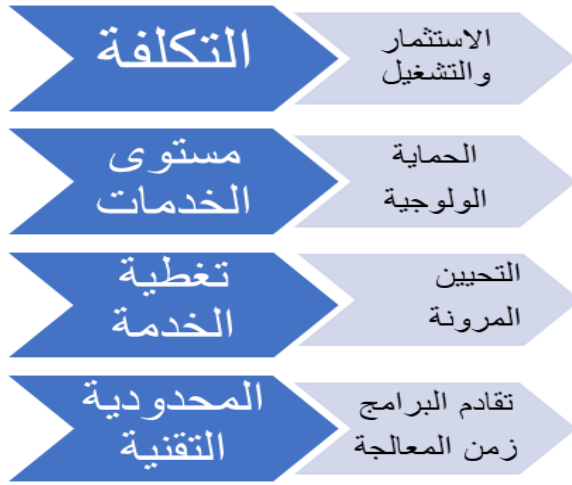 التكلفة
الاستثمار
والتشغيل
مستوى
الخدمات
الحماية
الولوجية
تغطية
الخدمة
التحيين
المرونة
المحدودية
التقنية
تقادم البرامج
زمن المعالجة